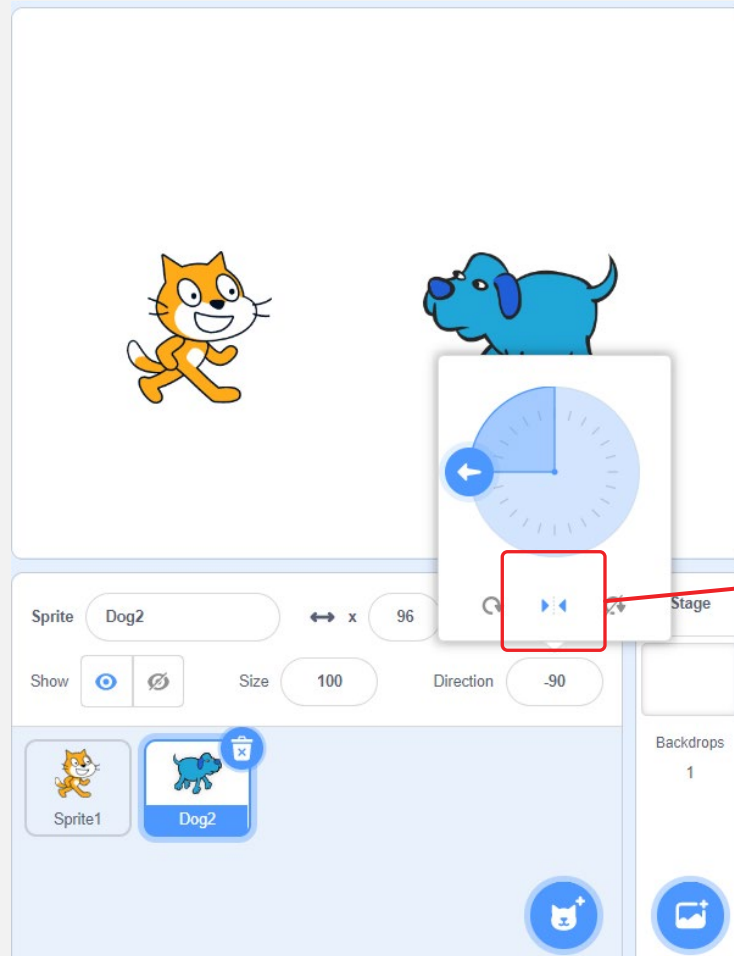 Sprite Dog2 x 96 Stage
Show Size 100 Direction -90
Backdrops
1
Sprite1 Dog2